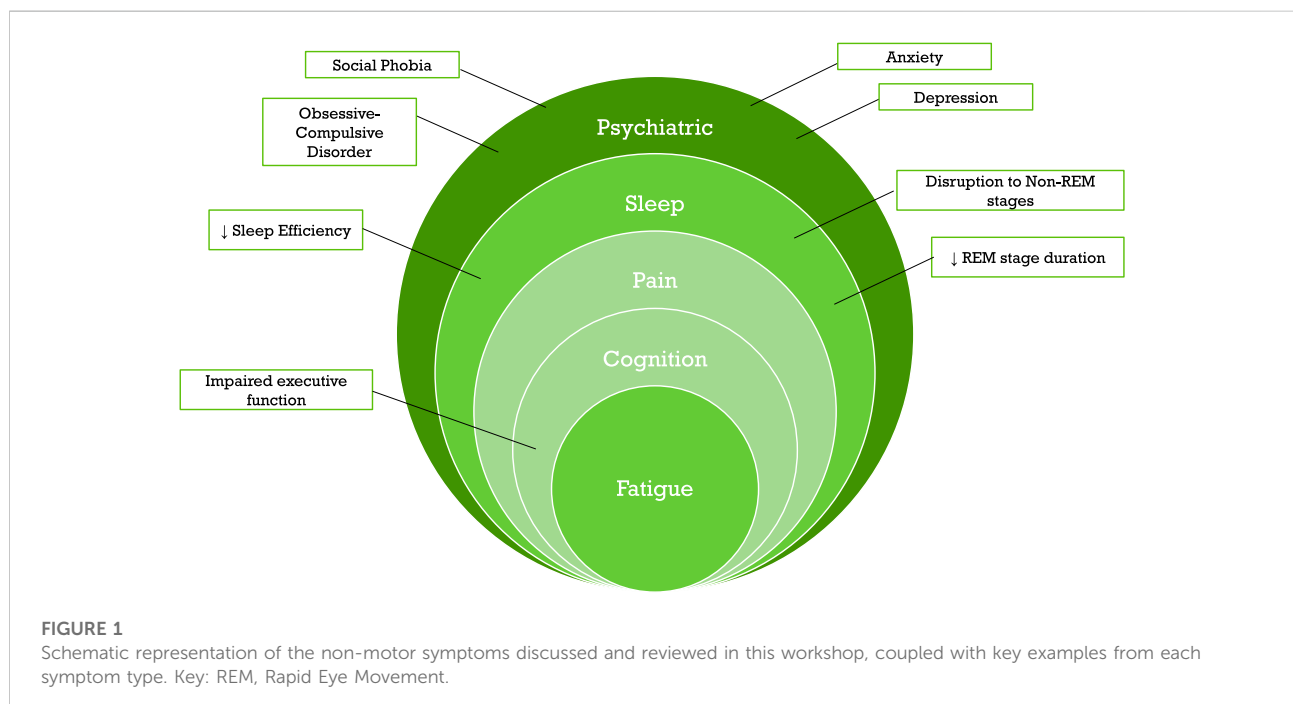 Social Phobia
Anxiety
Depression
Obsessive-
Compulsive
Disorder
Psychiatric
Disruption to Non-REM
stages
Sleep
↓ Sleep Efficiency
↓ REM stage duration
Pain
Cognition
Impaired executive
function
Fatigue
FIGURE 1
Schematic representation of the non-motor symptoms discussed and reviewed in this workshop, coupled with key examples from each
symptom type. Key: REM, Rapid Eye Movement.